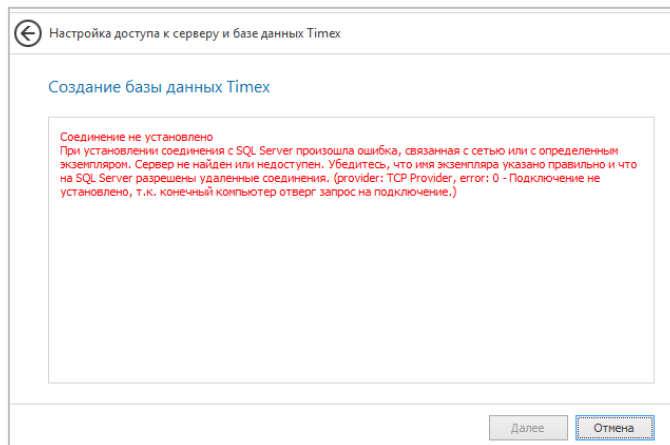 Настройка доступа к серверу и базе данных Timex
Создание базы данных Timex
Соединение не установлено
При установлении соединения с SQL Server произошла ошибка, связанная с сетью или с определенным
экземпляром. Сервер не найден или недоступен. Убедитесь, что имя экземпляра указано правильно и что
на SQL Server разрешены удаленные соединения. (provider: TCP Provider, error: 0 - Подключение не
установлено, т.к. конечный компьютер отверг запрос на подключение.)
Далее
Отмена